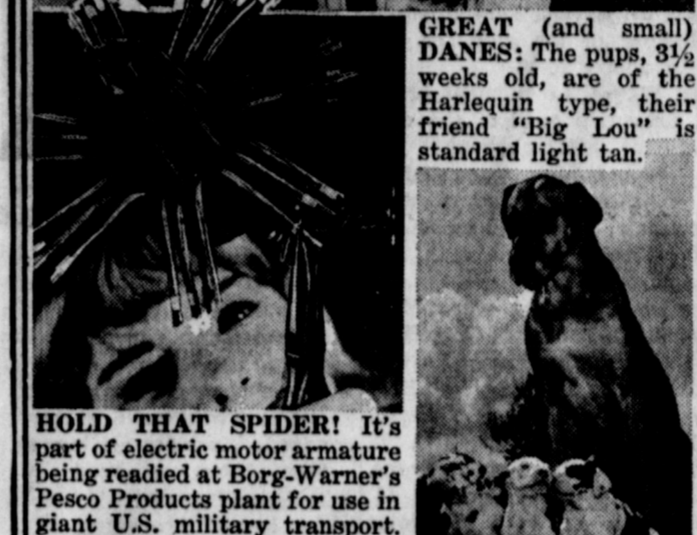 GREAT (and small)
DANES: The pups, 3½
weeks old, are of the
Harlequin type, their
friend "Big Lou" is
standard light tan.
HOLD THAT SPIDER! It's
part of electric motor armature
being readied at Borg-Warner's
Pesco Products plant for use in
giant U.S. military transport.